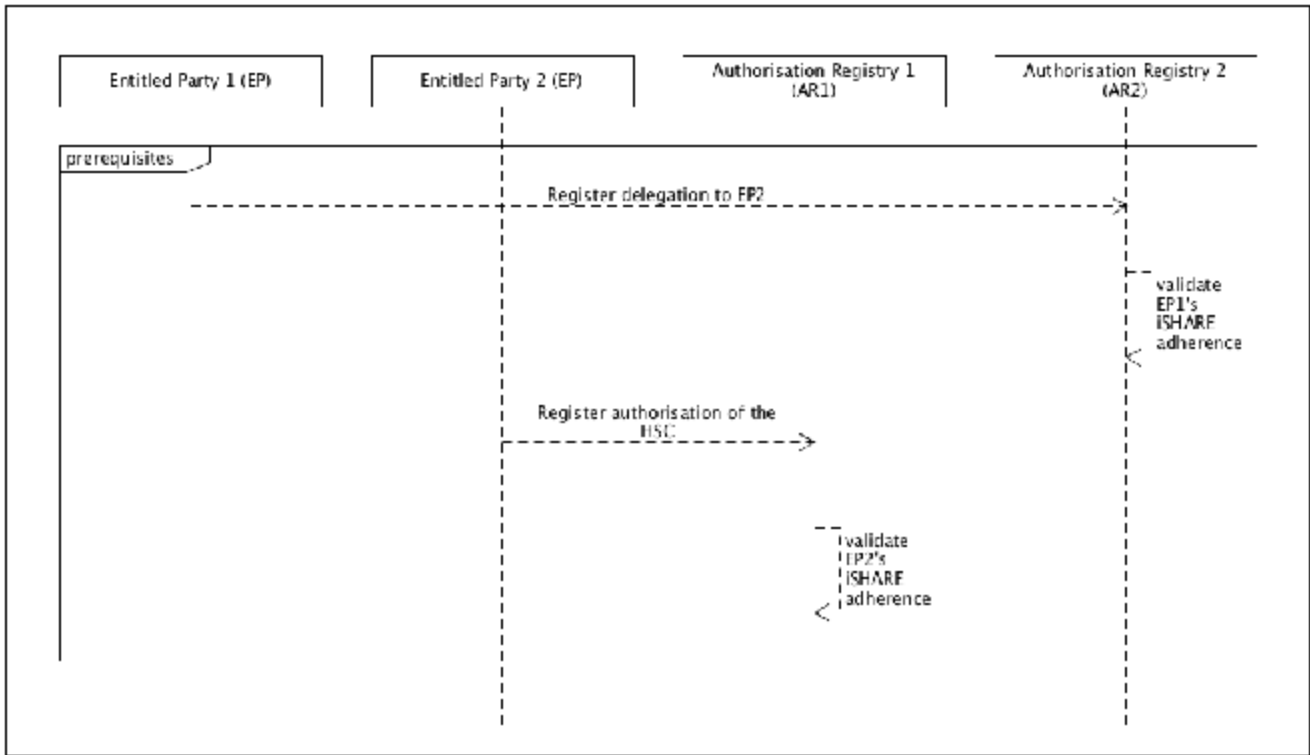 Entitled Party 1 (EP)
Entitled Party 2 (EP)
Authorisation Registry 1
(AR1)
Authorisation Registry 2
(AR2)
prerequisites
Register delegation to EP2
validate
EP1's
iSHARE
adherence
Register authorisation of the
HSC
validate
EP2's
iSHARE
adherence